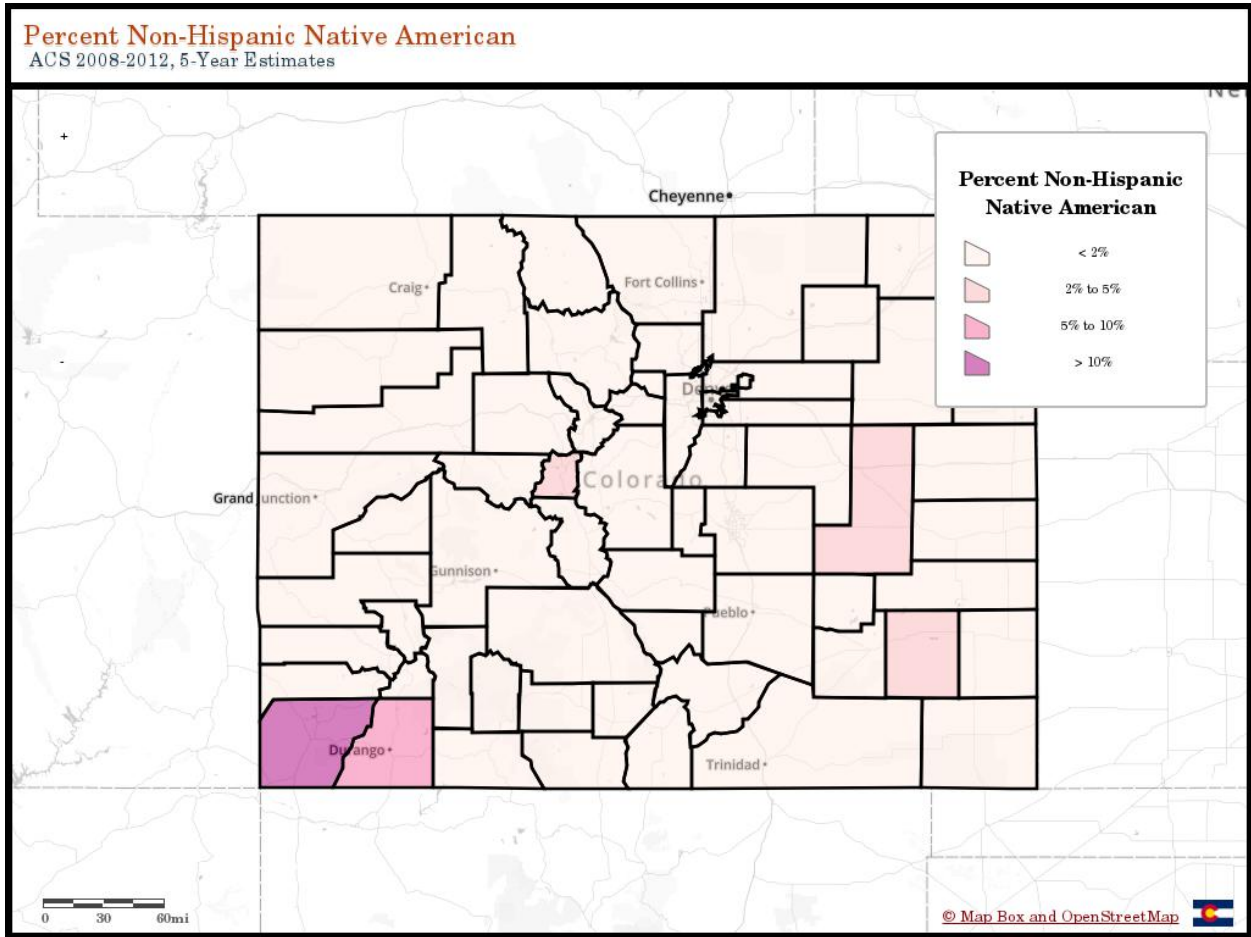 Percent Non-Hispanic Native American
ACS 2008-2012, 5-Year Estimates
+
Cheyenne
Percent Non-Hispanic
Native American
< 2%
2% to 5%
5% to 10%
> 10%
Craig
Fort Collins
-
Colorado
Grand Junction
Gunnison
Pueblo
Durango
Trinidad
0 30 60mi
© Map Box and OpenStreetMap